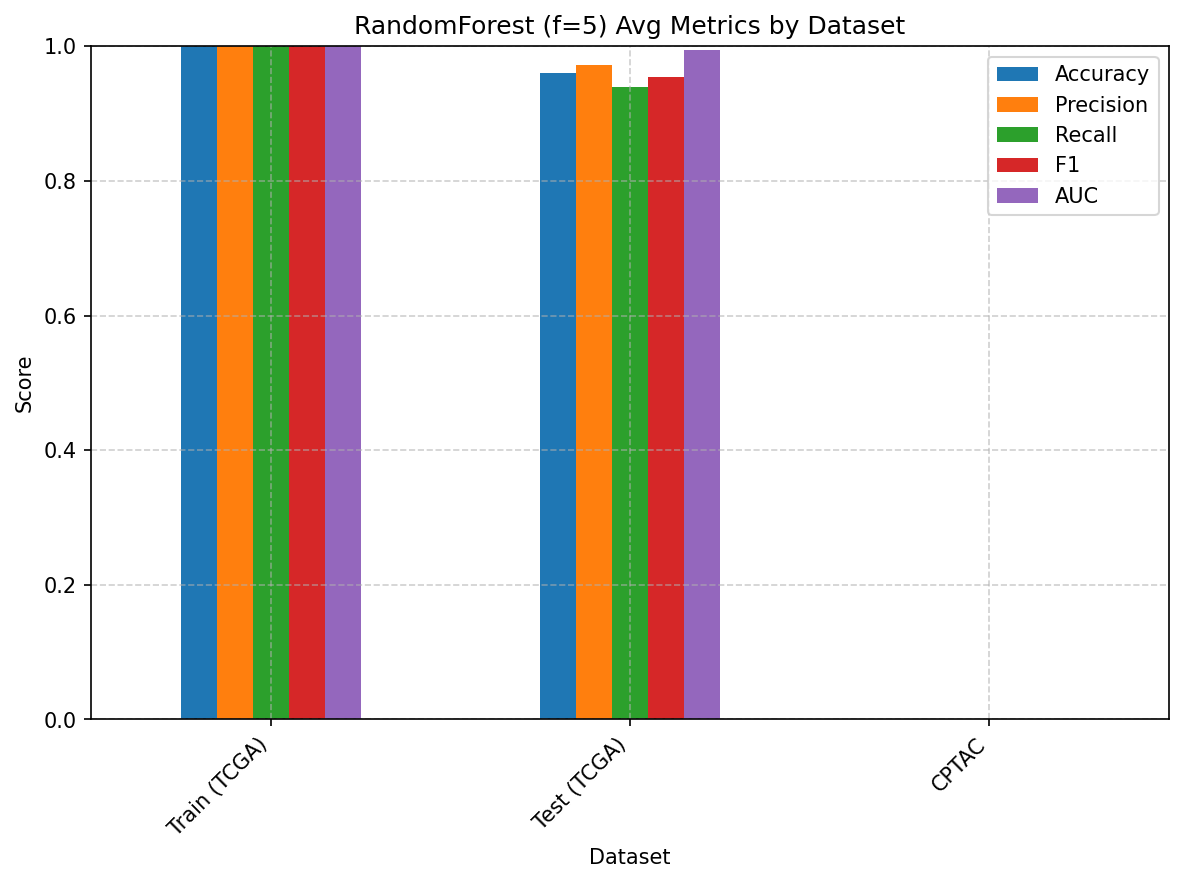 RandomForest (f=5) Avg Metrics by Dataset
1.0
0.8
0.6
0.4
0.2
0.0
Score
Accuracy
Precision
Recall
F1
AUC
Train (TCGA)
Test (TCGA)
CPTAC
Dataset